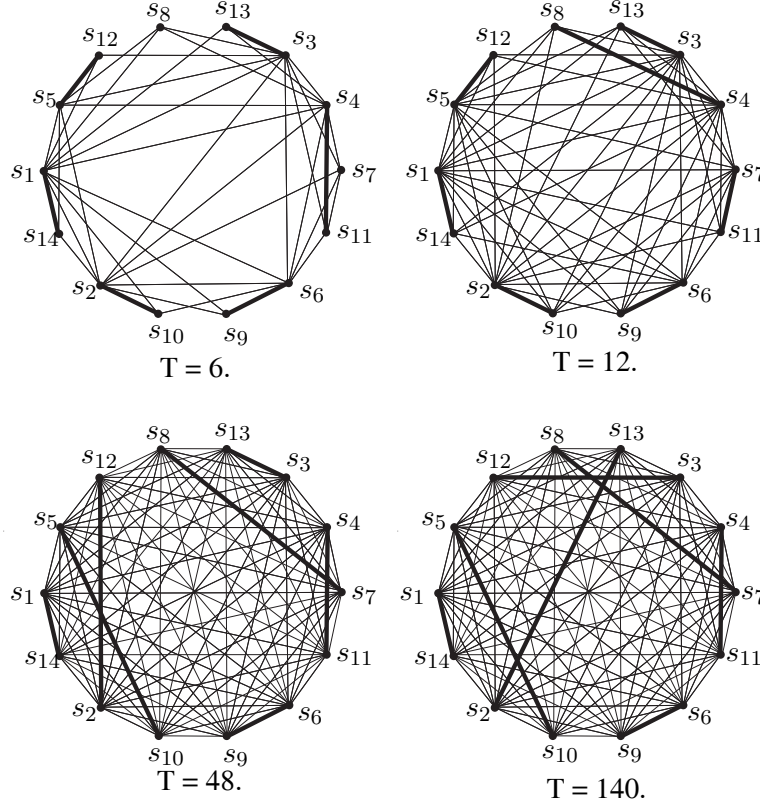 s8 s13
s12 s3
s5 s4
s1 s7
s14 s11
s2 s6
s10 s9
T = 6.
s8 s13
s12 s3
s5 s4
s1 s7
s14 s11
s2 s6
s10 s9
T = 12.
s8 s13
s12 s3
s5 s4
s1 s7
s14 s11
s2 s6
s10 s9
T = 48.
s8 s13
s12 s3
s5 s4
s1 s7
s14 s11
s2 s6
s10 s9
T = 140.